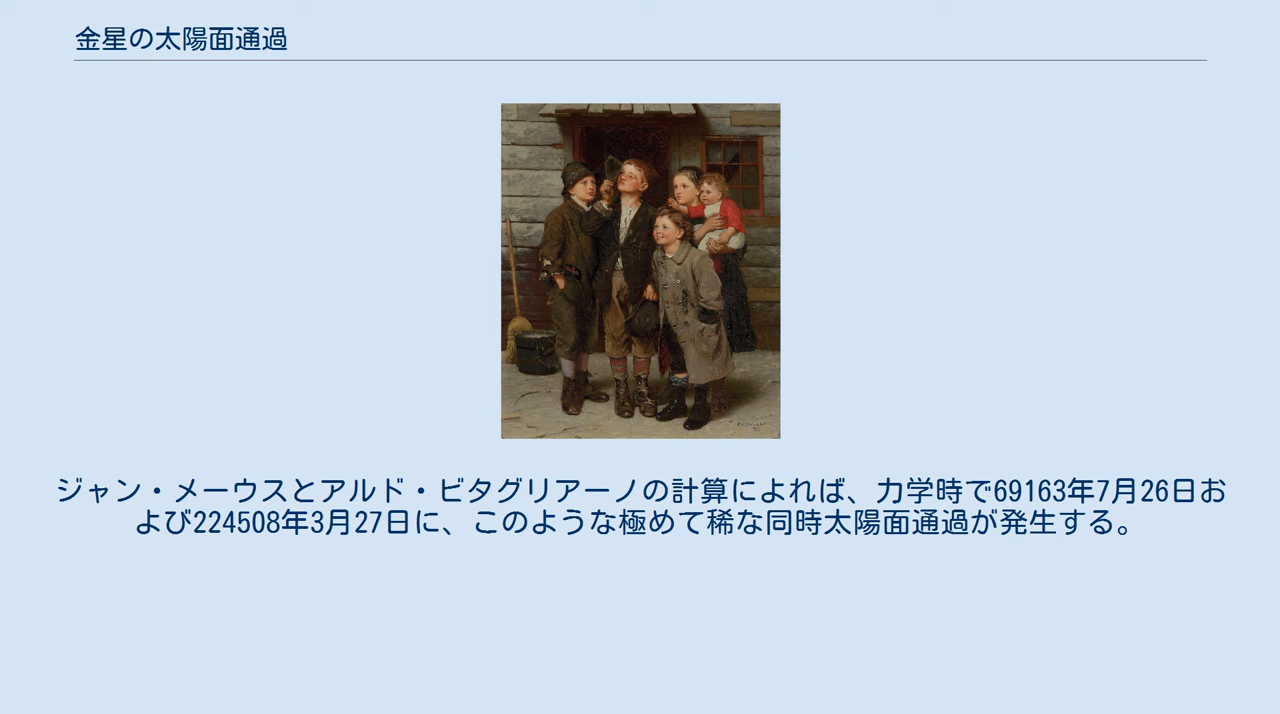 金星の太陽面通過
ジャン・メーウスとアルド・ビタグリアーノの計算によれば、力学時で69163年7月26日お
よび224508年3月27日に、このような極めて稀な同時太陽面通過が発生する。